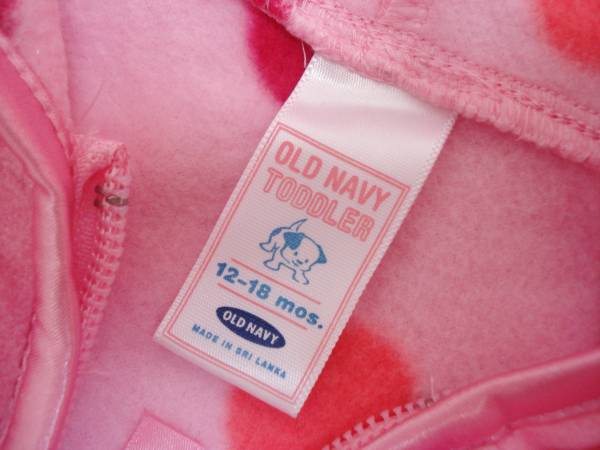 OLD NAVY
TODDLER
12-18 mos.
OLD NAVY
MADE IN SRI LANKA